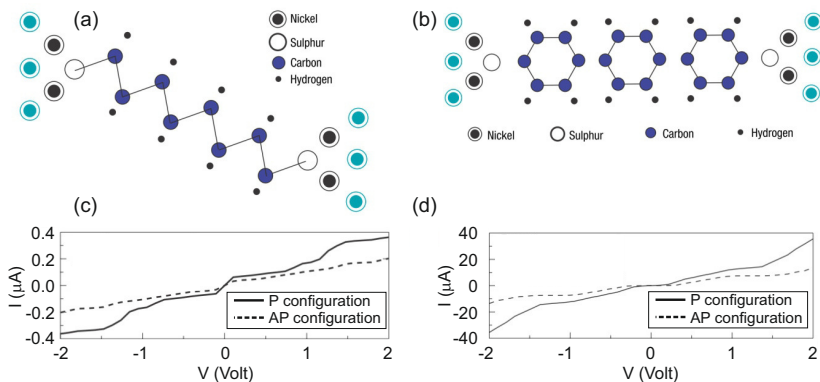 (a)
Nickel
Sulphur
Carbon
Hydrogen
(b)
Nickel Sulphur Carbon Hydrogen
(c)
0.4
0.2
0.0
-0.2
-0.4
I (μA)
P configuration
AP configuration
-2 -1 0 1 2
V (Volt)
(d)
40
20
0
-20
-40
I (μA)
P configuration
AP configuration
-2 -1 0 1 2
V (Volt)